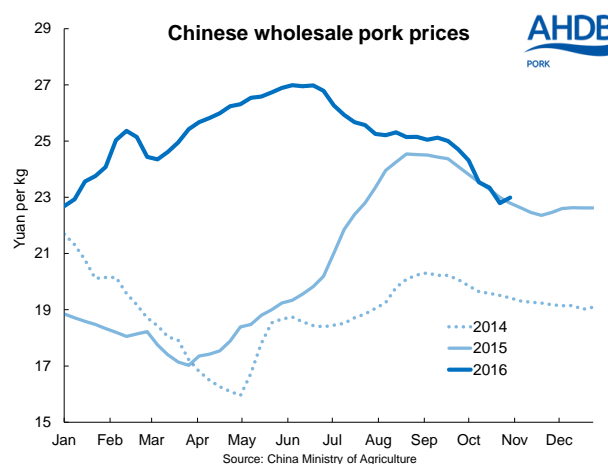 Chinese wholesale pork prices
AHDB
PORK
Yuan per kg
29
27
25
23
21
19
17
15
2014
2015
2016
Jan Feb Mar Apr May Jun Jul Aug Sep Oct Nov Dec
Source: China Ministry of Agriculture